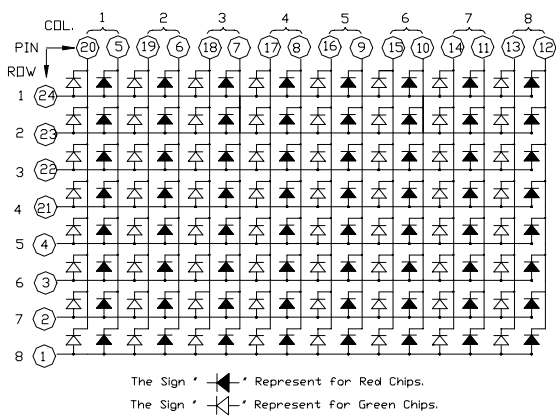 COL. 1 2 3 4 5 6 7 8
PIN 20 5 19 6 18 7 17 8 16 9 15 10 14 11 13 12
ROW
1 24
2 23
3 22
4 21
5 4
6 3
7 2
8 1
The Sign " " Represent for Red Chips.
The Sign " " Represent for Green Chips.